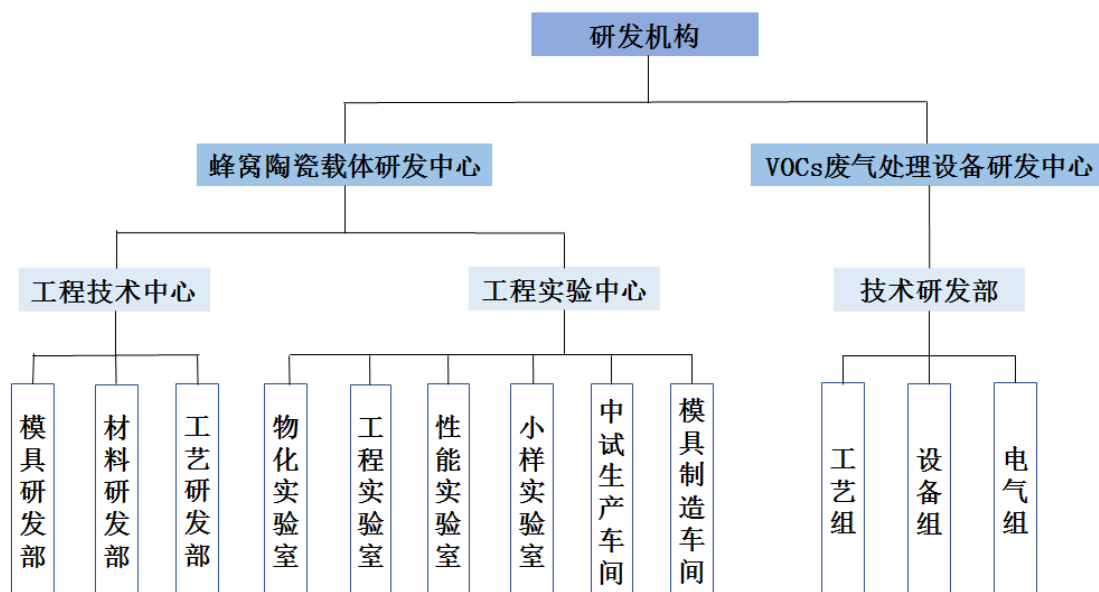 研发机构
蜂窝陶瓷载体研发中心
VOCs废气处理设备研发中心
工程技术中心
工程实验中心
技术研发部
模具研发部
材料研发部
工艺研发部
物化实验室
工程实验室
性能实验室
小样实验室
中试生产车间
模具制造车间
工艺组
设备组
电气组